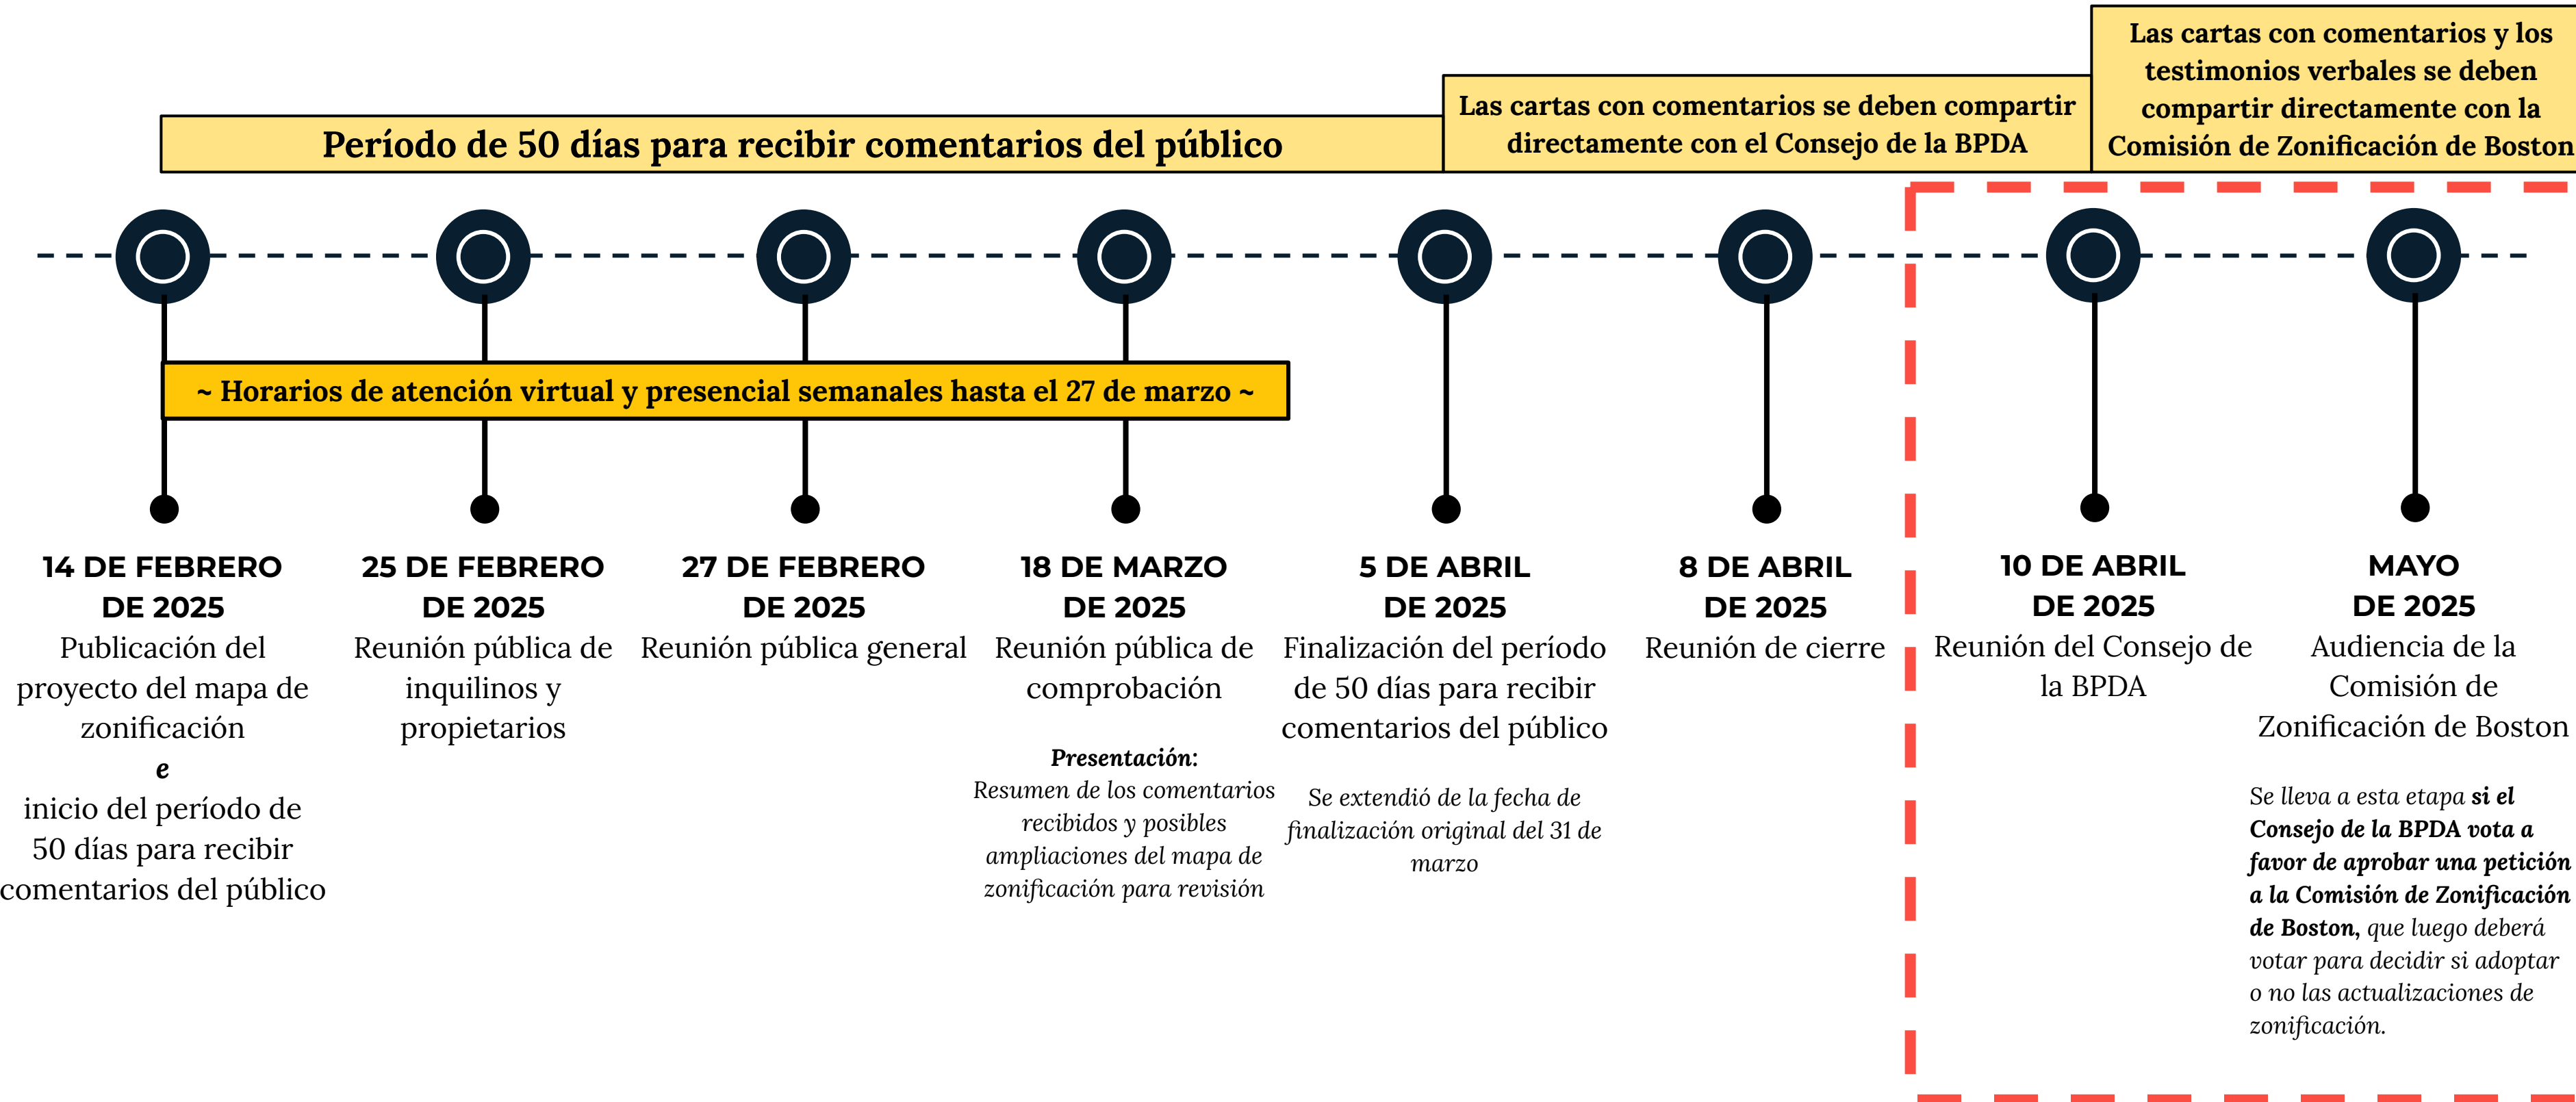 Las cartas con comentarios y los
testimonios verbales se deben
compartir directamente con la
Comisión de Zonificación de Boston
Las cartas con comentarios se deben compartir
directamente con el Consejo de la BPDA
Período de 50 días para recibir comentarios del público
~ Horarios de atención virtual y presencial semanales hasta el 27 de marzo ~
14 DE FEBRERO
DE 2025
Publicación del
proyecto del mapa de
zonificación
e
inicio del período de
50 días para recibir
comentarios del público
25 DE FEBRERO
DE 2025
Reunión pública de
inquilinos y
propietarios
27 DE FEBRERO
DE 2025
Reunión pública general
18 DE MARZO
DE 2025
Reunión pública de
comprobación
Presentación:
Resumen de los comentarios
recibidos y posibles
ampliaciones del mapa de
zonificación para revisión
5 DE ABRIL
DE 2025
Finalización del período
de 50 días para recibir
comentarios del público
Se extendió de la fecha de
finalización original del 31 de
marzo
8 DE ABRIL
DE 2025
Reunión de cierre
10 DE ABRIL
DE 2025
Reunión del Consejo de
la BPDA
MAYO
DE 2025
Audiencia de la
Comisión de
Zonificación de Boston
Se lleva a esta etapa si el
Consejo de la BPDA vota a
favor de aprobar una petición
a la Comisión de Zonificación
de Boston, que luego deberá
votar para decidir si adoptar
o no las actualizaciones de
zonificación.